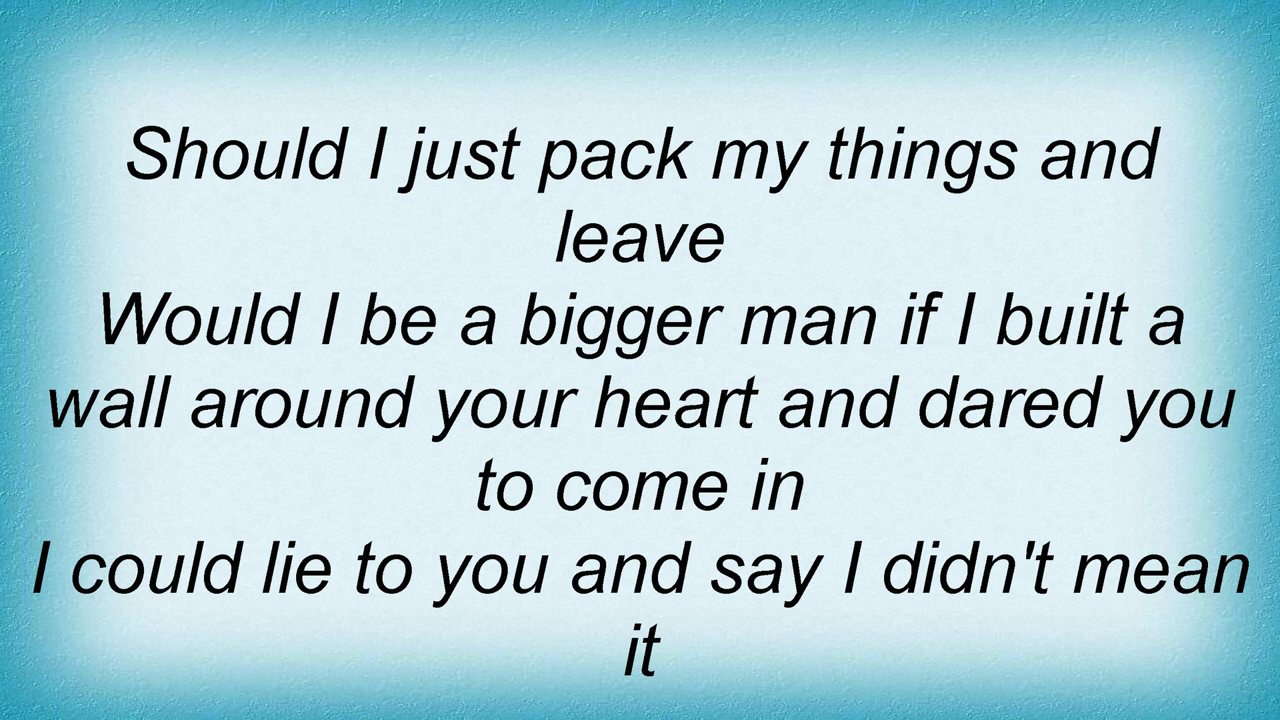 Should I just pack my things and
leave
Would I be a bigger man if I built a
wall around your heart and dared you
to come in
I could lie to you and say I didn't mean
it